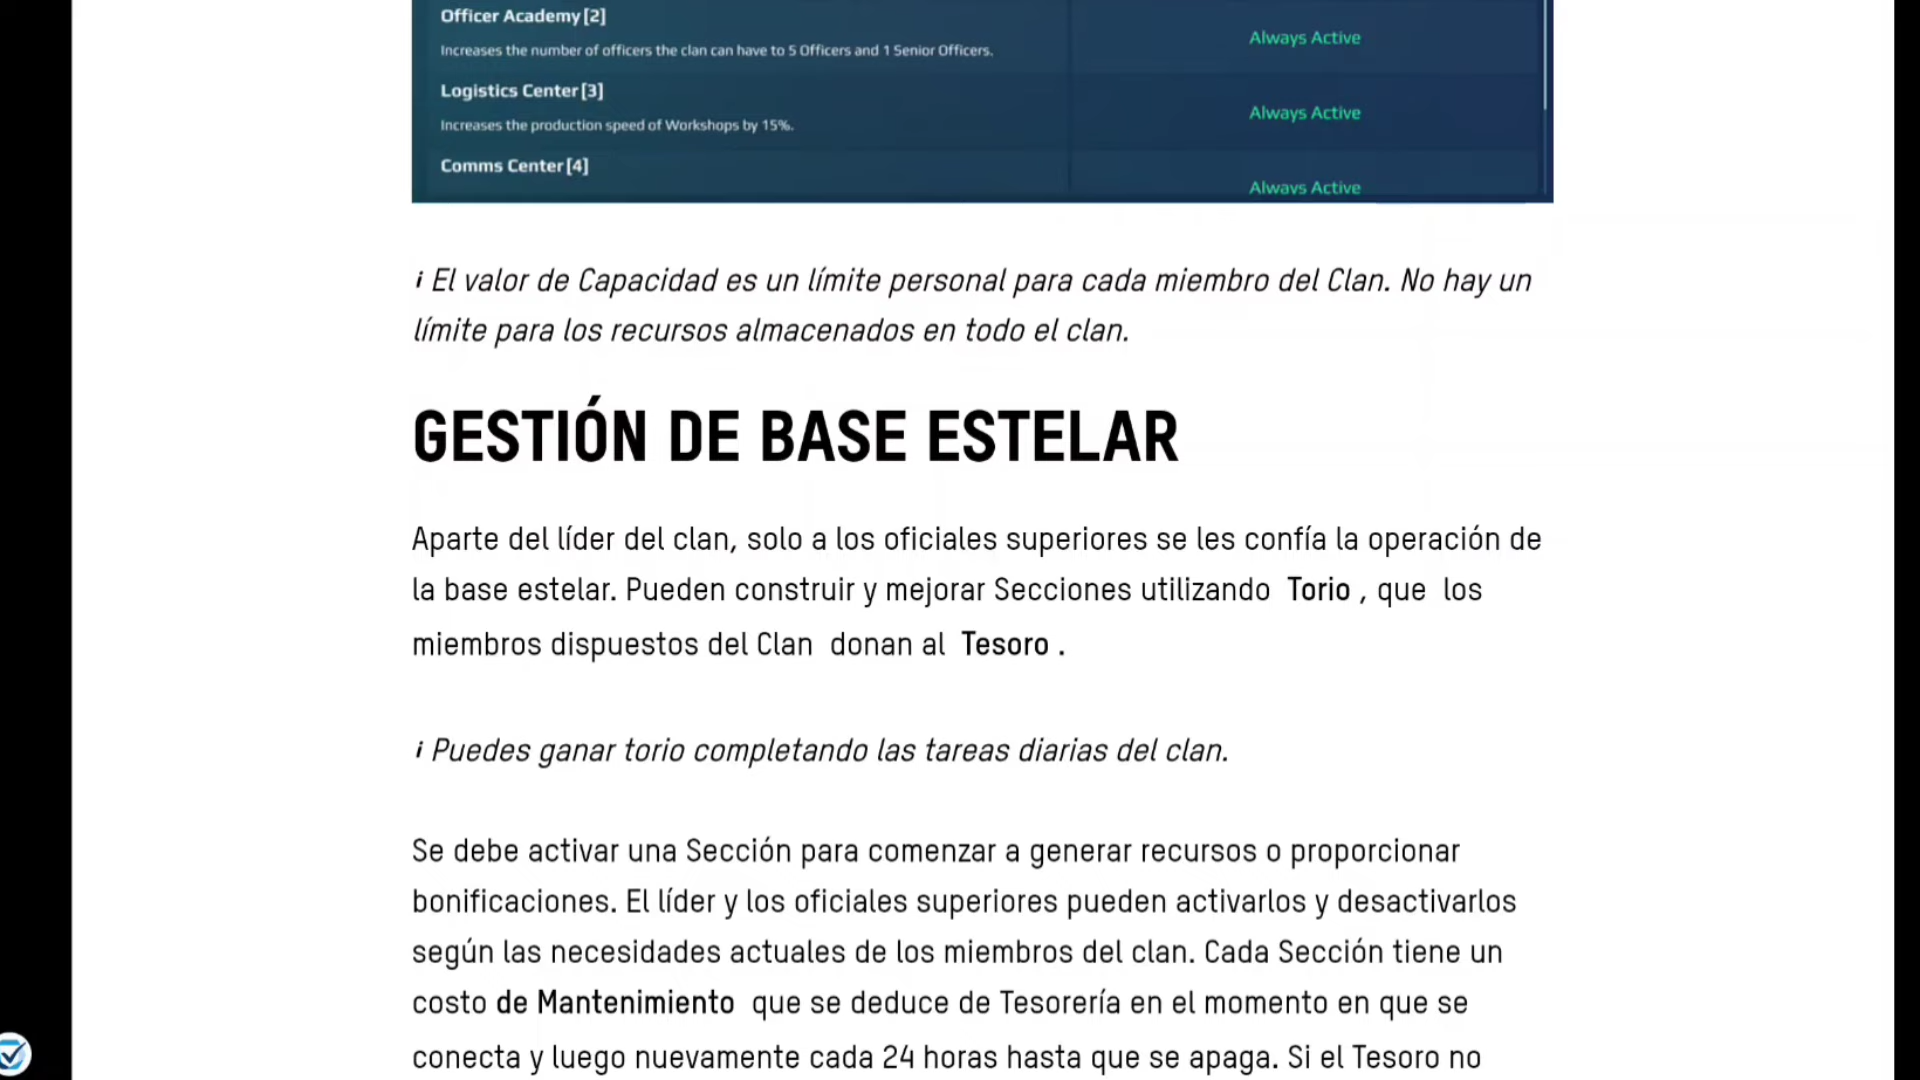 Officer Academy [2]
Always Active
Increases the number of officers the clan can have to 5 Officers and 1 Senior Officers.
Logistics Center [3]
Always Active
Increases the production speed of Workshops by 15%.
Comms Center [4]
Always Active
i El valor de Capacidad es un límite personal para cada miembro del Clan. No hay un
límite para los recursos almacenados en todo el clan.
GESTIÓN DE BASE ESTELAR
Aparte del líder del clan, solo a los oficiales superiores se les confía la operación de
la base estelar. Pueden construir y mejorar Secciones utilizando Torio , que los
miembros dispuestos del Clan donan al Tesoro .
i Puedes ganar torio completando las tareas diarias del clan.
Se debe activar una Sección para comenzar a generar recursos o proporcionar
bonificaciones. El líder y los oficiales superiores pueden activarlos y desactivarlos
según las necesidades actuales de los miembros del clan. Cada Sección tiene un
costo de Mantenimiento que se deduce de Tesorería en el momento en que se
conecta y luego nuevamente cada 24 horas hasta que se apaga. Si el Tesoro no